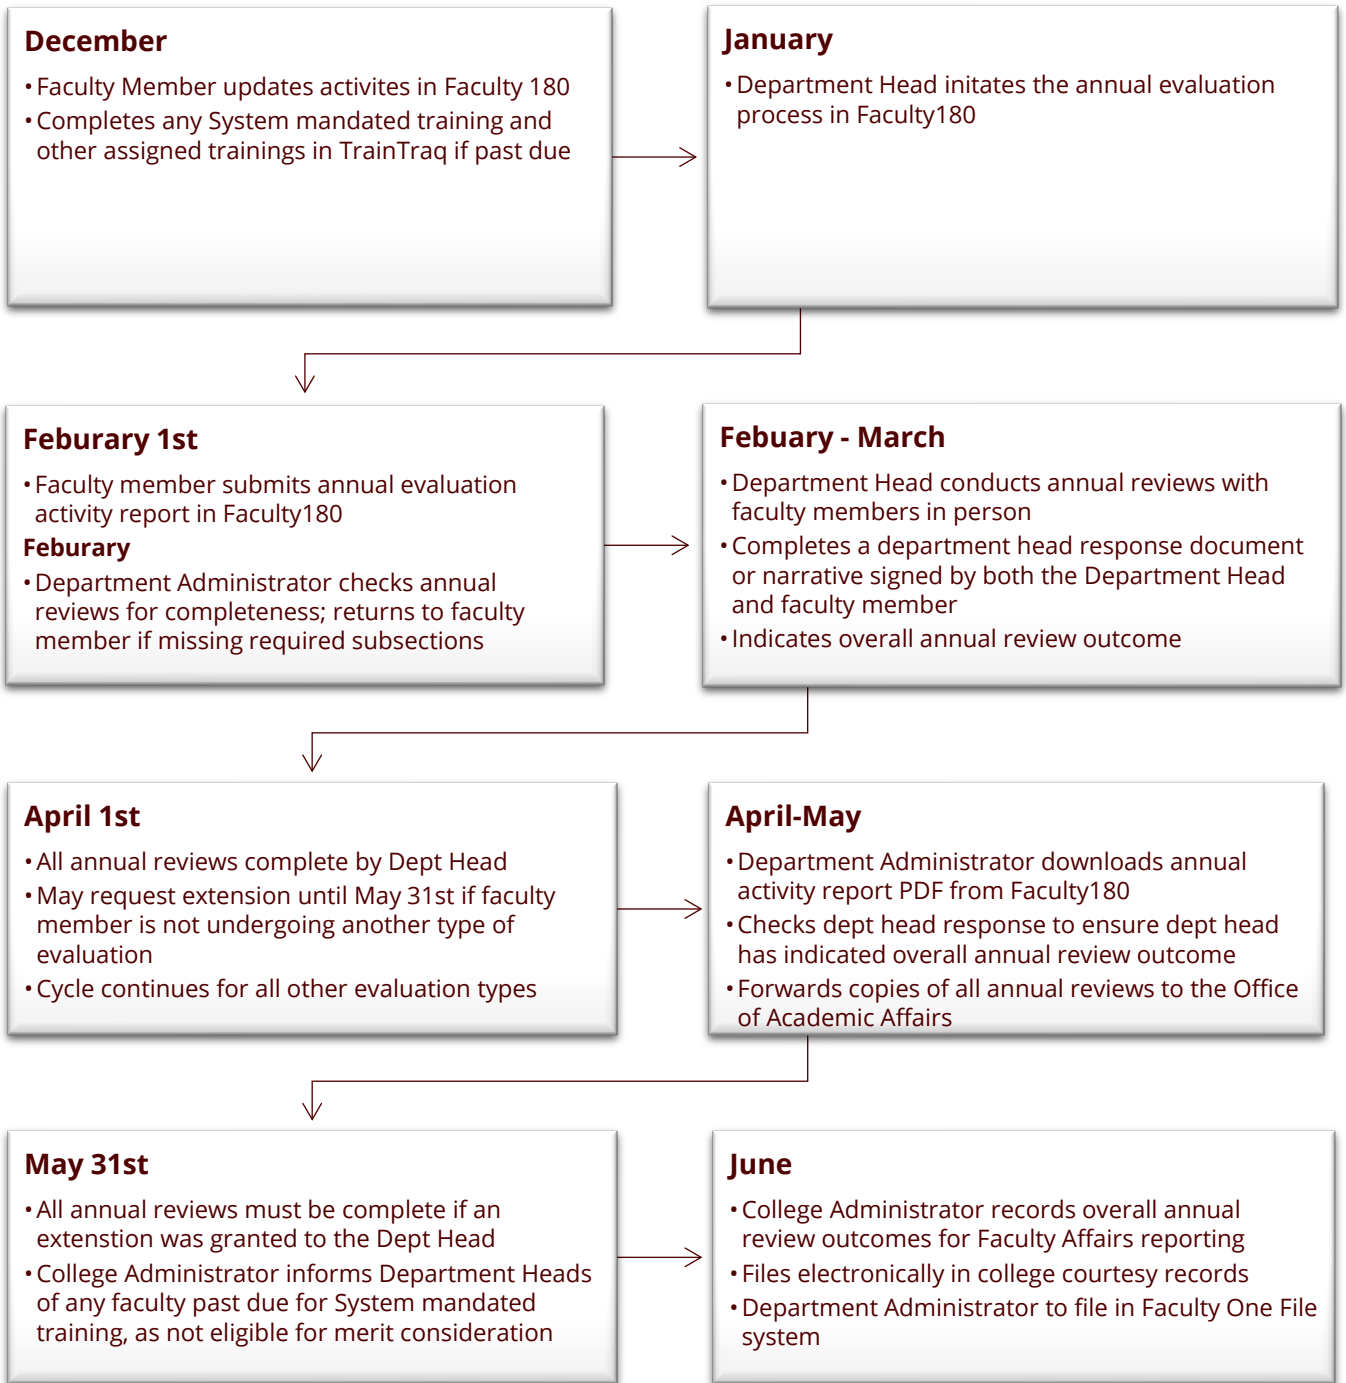 December
•Faculty Member updates activites in Faculty 180
•Completes any System mandated training and
other assigned trainings in TrainTraq if past due
January
•Department Head initates the annual evaluation
process in Faculty180
Feburary 1st
•Faculty member submits annual evaluation
activity report in Faculty180
Feburary
•Department Administrator checks annual
reviews for completeness; returns to faculty
member if missing required subsections
Febuary - March
•Department Head conducts annual reviews with
faculty members in person
•Completes a department head response document
or narrative signed by both the Department Head
and faculty member
•Indicates overall annual review outcome
April 1st
•All annual reviews complete by Dept Head
•May request extension until May 31st if faculty
member is not undergoing another type of
evaluation
•Cycle continues for all other evaluation types
April-May
•Department Administrator downloads annual
activity report PDF from Faculty180
•Checks dept head response to ensure dept head
has indicated overall annual review outcome
•Forwards copies of all annual reviews to the Office
of Academic Affairs
May 31st
•All annual reviews must be complete if an
extenstion was granted to the Dept Head
•College Administrator informs Department Heads
of any faculty past due for System mandated
training, as not eligible for merit consideration
June
•College Administrator records overall annual
review outcomes for Faculty Affairs reporting
•Files electronically in college courtesy records
•Department Administrator to file in Faculty One File
system